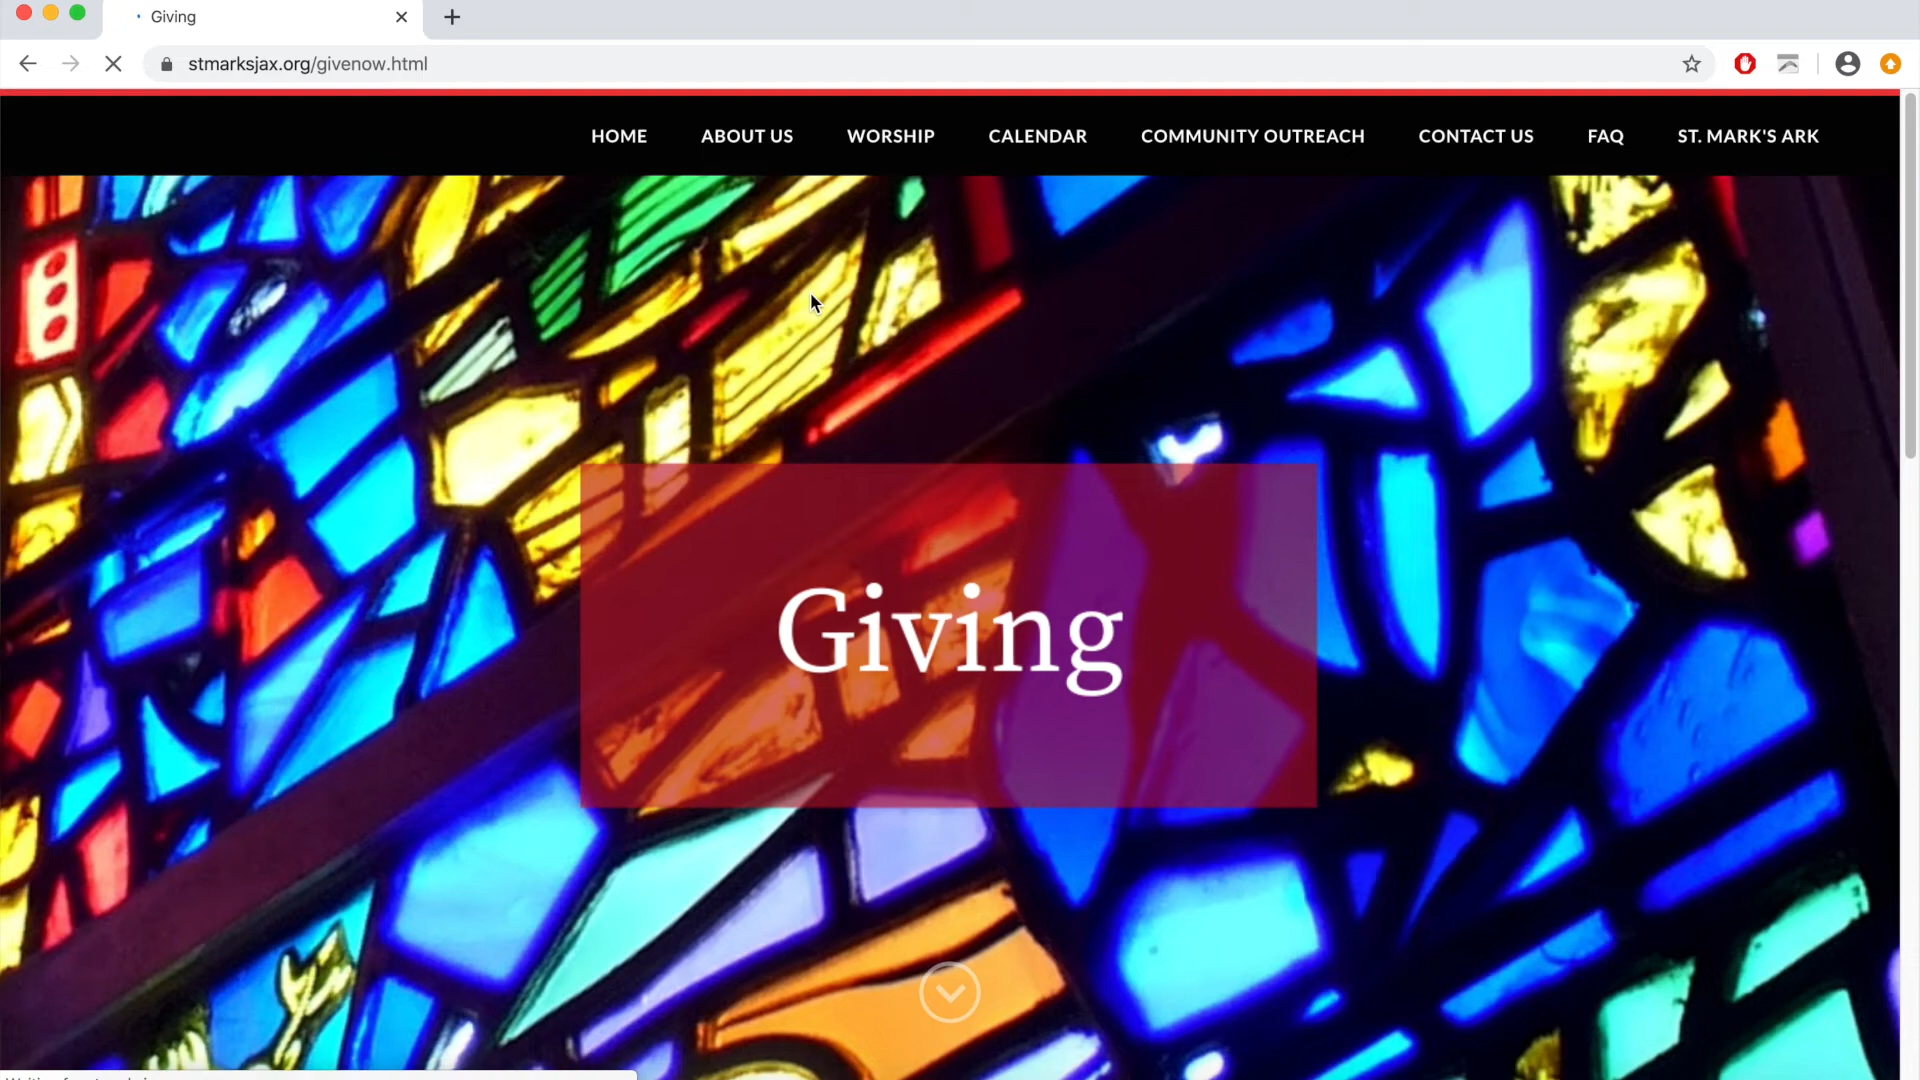 Giving
stmarksjax.org/givenow.html
HOME ABOUT US WORSHIP CALENDAR COMMUNITY OUTREACH CONTACT US FAQ ST. MARK'S ARK
Giving